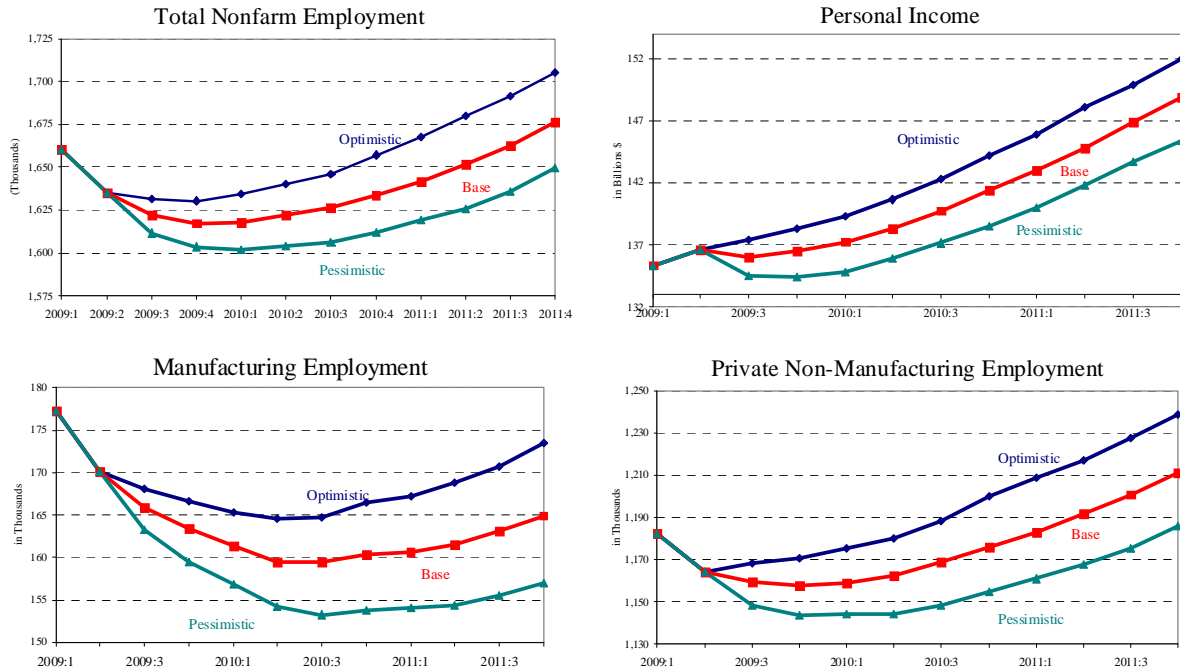 Total Nonfarm Employment
1,725
1,700
1,675
1,650
1,625
1,600
1,575
(Thousands)
Optimistic
Base
Pessimistic
2009:1 2009:2 2009:3 2009:4 2010:1 2010:2 2010:3 2010:4 2011:1 2011:2 2011:3 2011:4
Personal Income
152
147
142
137
132
in Billions $
Optimistic
Base
Pessimistic
2009:1 2009:3 2010:1 2010:3 2011:1 2011:3
Manufacturing Employment
180
175
170
165
160
155
150
in Thousands
Optimistic
Base
Pessimistic
2009:1 2009:3 2010:1 2010:3 2011:1 2011:3
Private Non-Manufacturing Employment
1,250
1,230
1,210
1,190
1,170
1,150
1,130
in Thousands
Optimistic
Base
Pessimistic
2009:1 2009:3 2010:1 2010:3 2011:1 2011:3